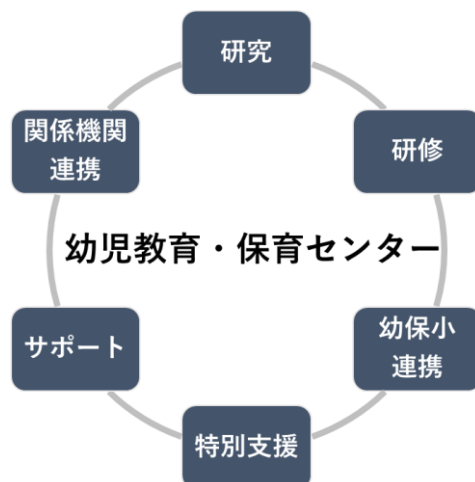 研究
関係機関
連携
研修
幼児教育・保育センター
サポート
幼保小
連携
特別支援